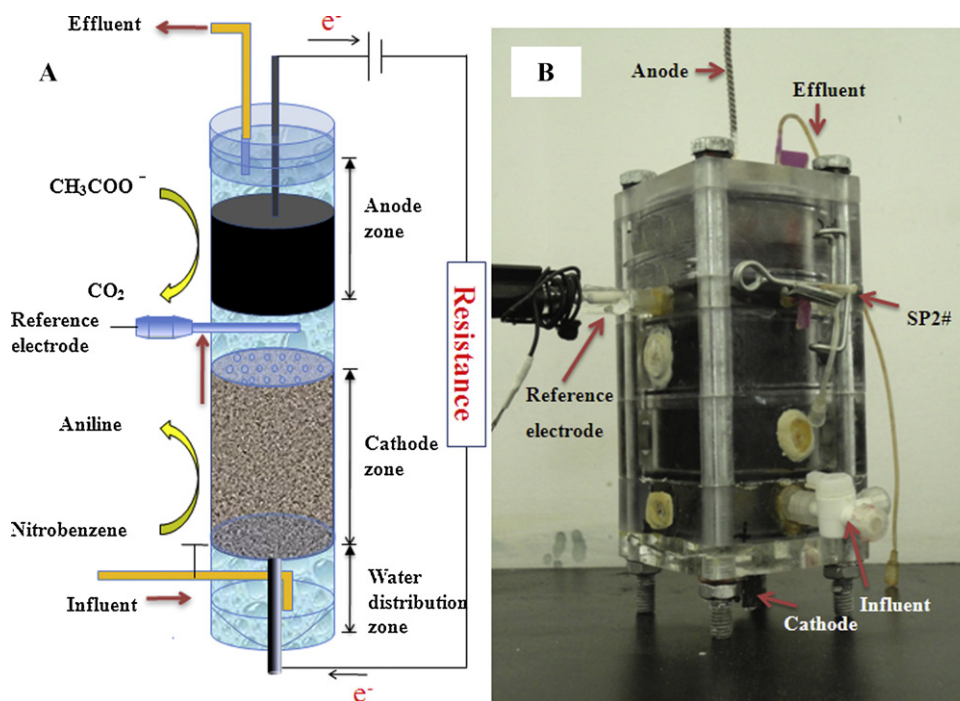 Effluent
e-
A
CH₃COO⁻
Anode
zone
CO₂
Reference
electrode
Resistance
Aniline
Cathode
zone
Nitrobenzene
Influent
Water
distribution
zone
e-
B
Anode
Effluent
SP2#
Reference
electrode
Influent
Cathode